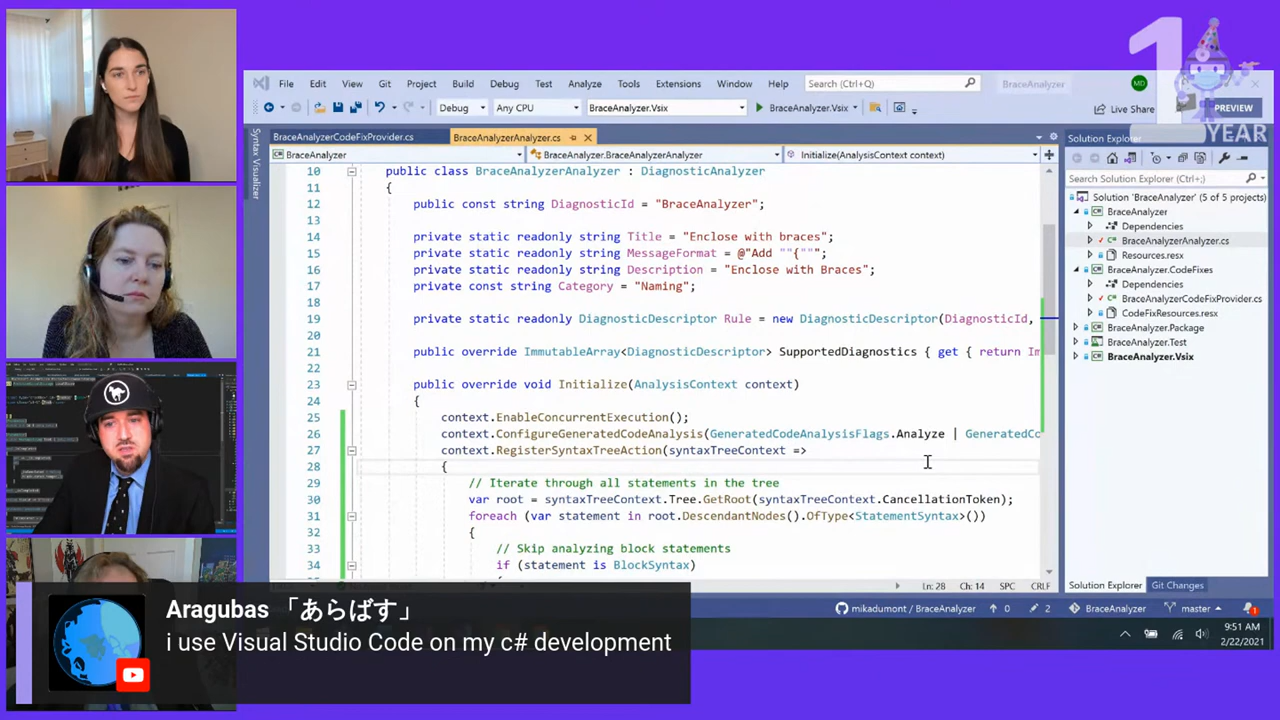 File Edit View Git Project Build Debug Test Analyze Tools Extensions Window Help Search (Ctrl+Q) BraceAnalyzer MD
Debug Any CPU BraceAnalyzer.Vsix BraceAnalyzer.Vsix Live Share PREVIEW
1 YEAR
Syntax Visualizer
BraceAnalyzerCodeFixProvider.cs BraceAnalyzerAnalyzer.cs
BraceAnalyzer BraceAnalyzer.BraceAnalyzerAnalyzer Initialize(AnalysisContext context)
10 public class BraceAnalyzerAnalyzer : DiagnosticAnalyzer
11 {
12 public const string DiagnosticId = "BraceAnalyzer";
13
14 private static readonly string Title = "Enclose with braces";
15 private static readonly string MessageFormat = @"Add ""{""";
16 private static readonly string Description = "Enclose with Braces";
17 private const string Category = "Naming";
18
19 private static readonly DiagnosticDescriptor Rule = new DiagnosticDescriptor(DiagnosticId,
20
21 public override ImmutableArray<DiagnosticDescriptor> SupportedDiagnostics { get { return Im
22
23 public override void Initialize(AnalysisContext context)
24 {
25 context.EnableConcurrentExecution();
26 context.ConfigureGeneratedCodeAnalysis(GeneratedCodeAnalysisFlags.Analyze | GeneratedCo
27 context.RegisterSyntaxTreeAction(syntaxTreeContext =>
28 {
29 // Iterate through all statements in the tree
30 var root = syntaxTreeContext.Tree.GetRoot(syntaxTreeContext.CancellationToken);
31 foreach (var statement in root.DescendantNodes().OfType<StatementSyntax>())
32 {
33 // Skip analyzing block statements
34 if (statement is BlockSyntax)
Solution Explorer
Search Solution Explorer (Ctrl+;)
Solution 'BraceAnalyzer' (5 of 5 projects)
BraceAnalyzer
Dependencies
BraceAnalyzerAnalyzer.cs
Resources.resx
BraceAnalyzer.CodeFixes
Dependencies
BraceAnalyzerCodeFixProvider.cs
CodeFixResources.resx
BraceAnalyzer.Package
BraceAnalyzer.Test
BraceAnalyzer.Vsix
Ln: 28 Ch: 14 SPC CRLF
Solution Explorer Git Changes
mikadumont / BraceAnalyzer 0 2 BraceAnalyzer master 1
9:51 AM
2/22/2021
Aragubas 「あらばす」
i use Visual Studio Code on my c# development